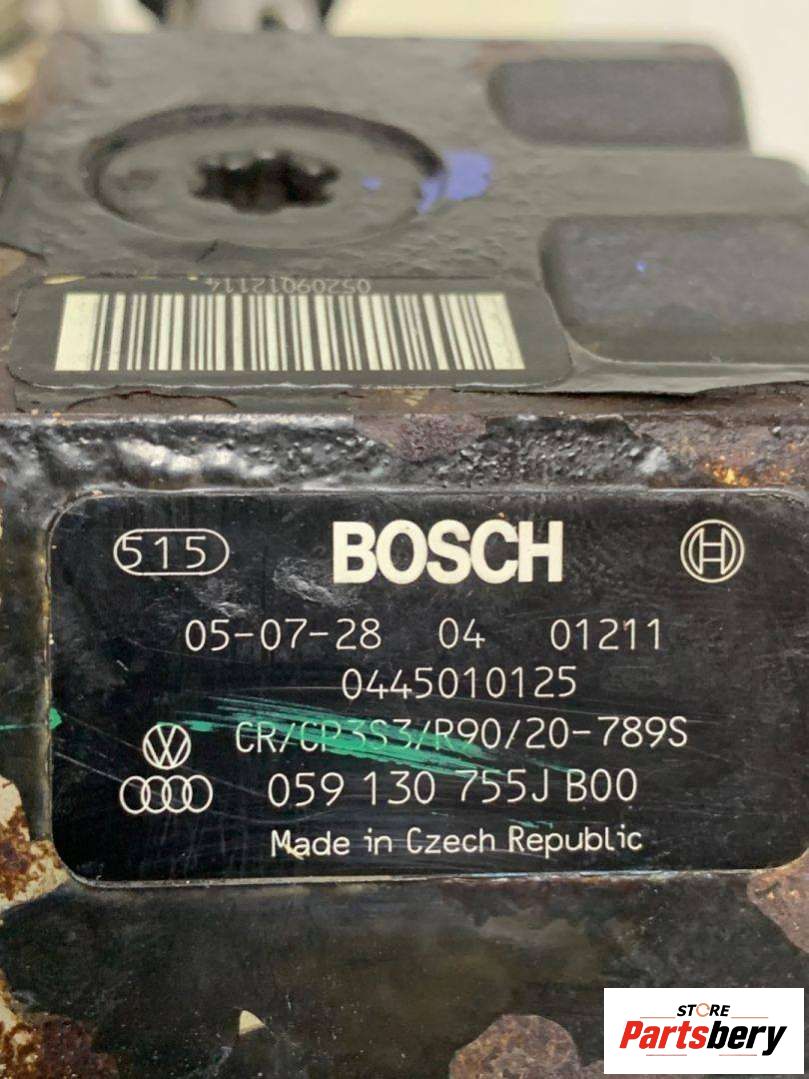 05209012114
515 BOSCH
05-07-28 04 01211
0445010125
CR/CP3S3/R90/20-789S
059 130 755J B00
Made in Czech Republic
STORE
Partsbery